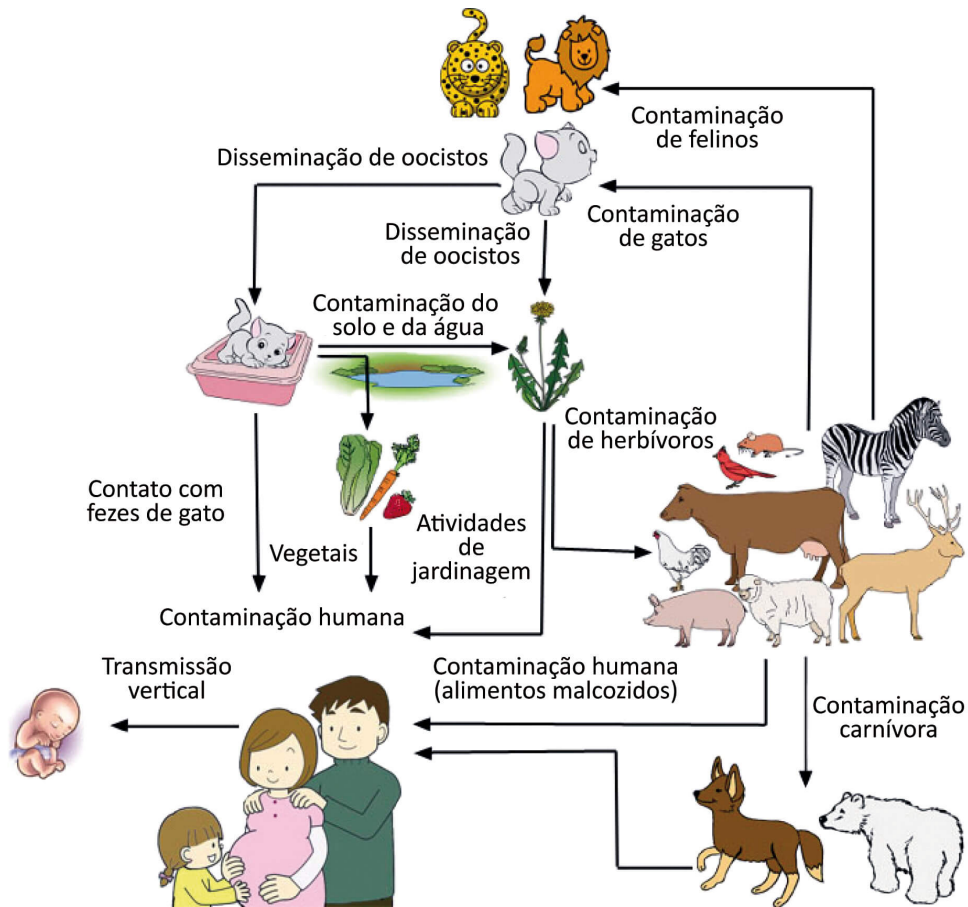 Contaminação
de felinos
Disseminação de oocistos
Contaminação
de gatos
Disseminação
de oocistos
Contaminação do
solo e da água
Contaminação
de herbívoros
Contato com
fezes de gato
Vegetais
Atividades
de
jardinagem
Contaminação humana
Transmissão
vertical
Contaminação humana
(alimentos malcozidos)
Contaminação
carnívora